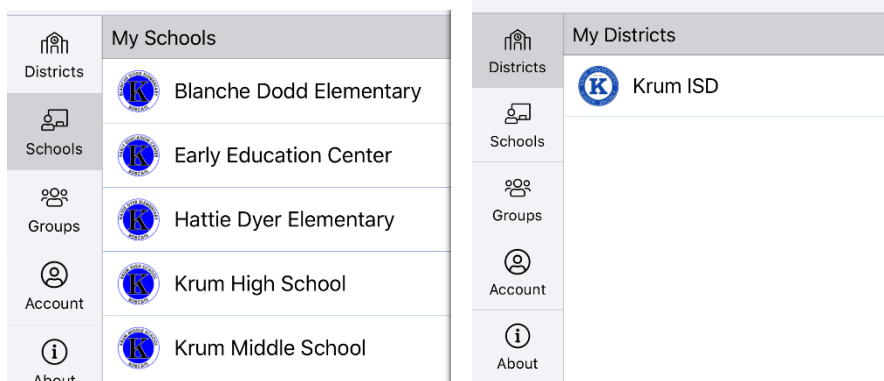 Districts
Schools
Groups
Account
About
My Schools
K
Blanche Dodd Elementary
K
Early Education Center
K
Hattie Dyer Elementary
K
Krum High School
K
Krum Middle School
Districts
Schools
Groups
Account
About
My Districts
K
Krum ISD